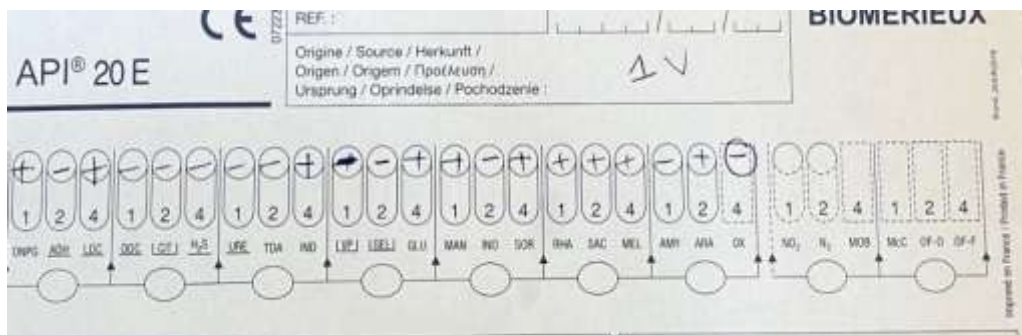 CE
REF. :
BIOMERIEUX
API® 20 E
Origine / Source / Herkunft /
Origen / Origem / Προέλευση /
Ursprung / Oprindelse / Pochodzenie :
1 V
+ - + - - - - - + - - + + - + + + + - + -
1 2 4 1 2 4 1 2 4 1 2 4 1 2 4 1 2 4 1 2 4 1 2 4 1 2 4
ONPG ADH LDC ODC |CIT| H₂S URE TDA IND |VP| |GEL| GLU MAN INO SOR RHA SAC MEL AMY ARA OX NO₂ N₂ MOB McC OF-O OF-F
Imprimé en France / Printed in France